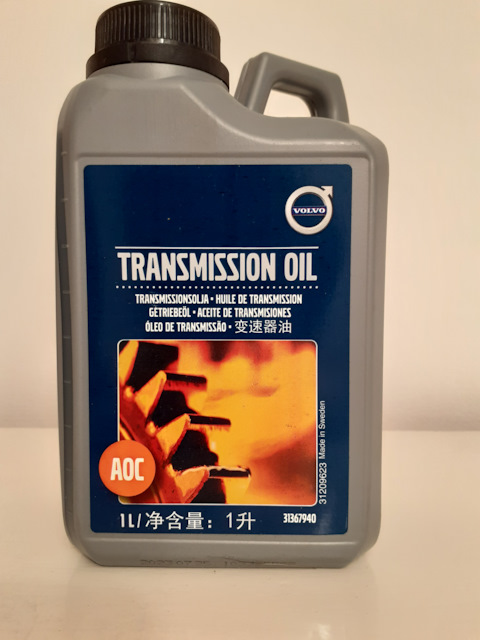 VOLVO
TRANSMISSION OIL
TRANSMISSIONSOLJA • HUILE DE TRANSMISSION
GETRIEBEÖL • ACEITE DE TRANSMISIONES
ÓLEO DE TRANSMISSÃO • 变速器油
AOC
31209623 Made in Sweden
1L/净含量：1升
31367940